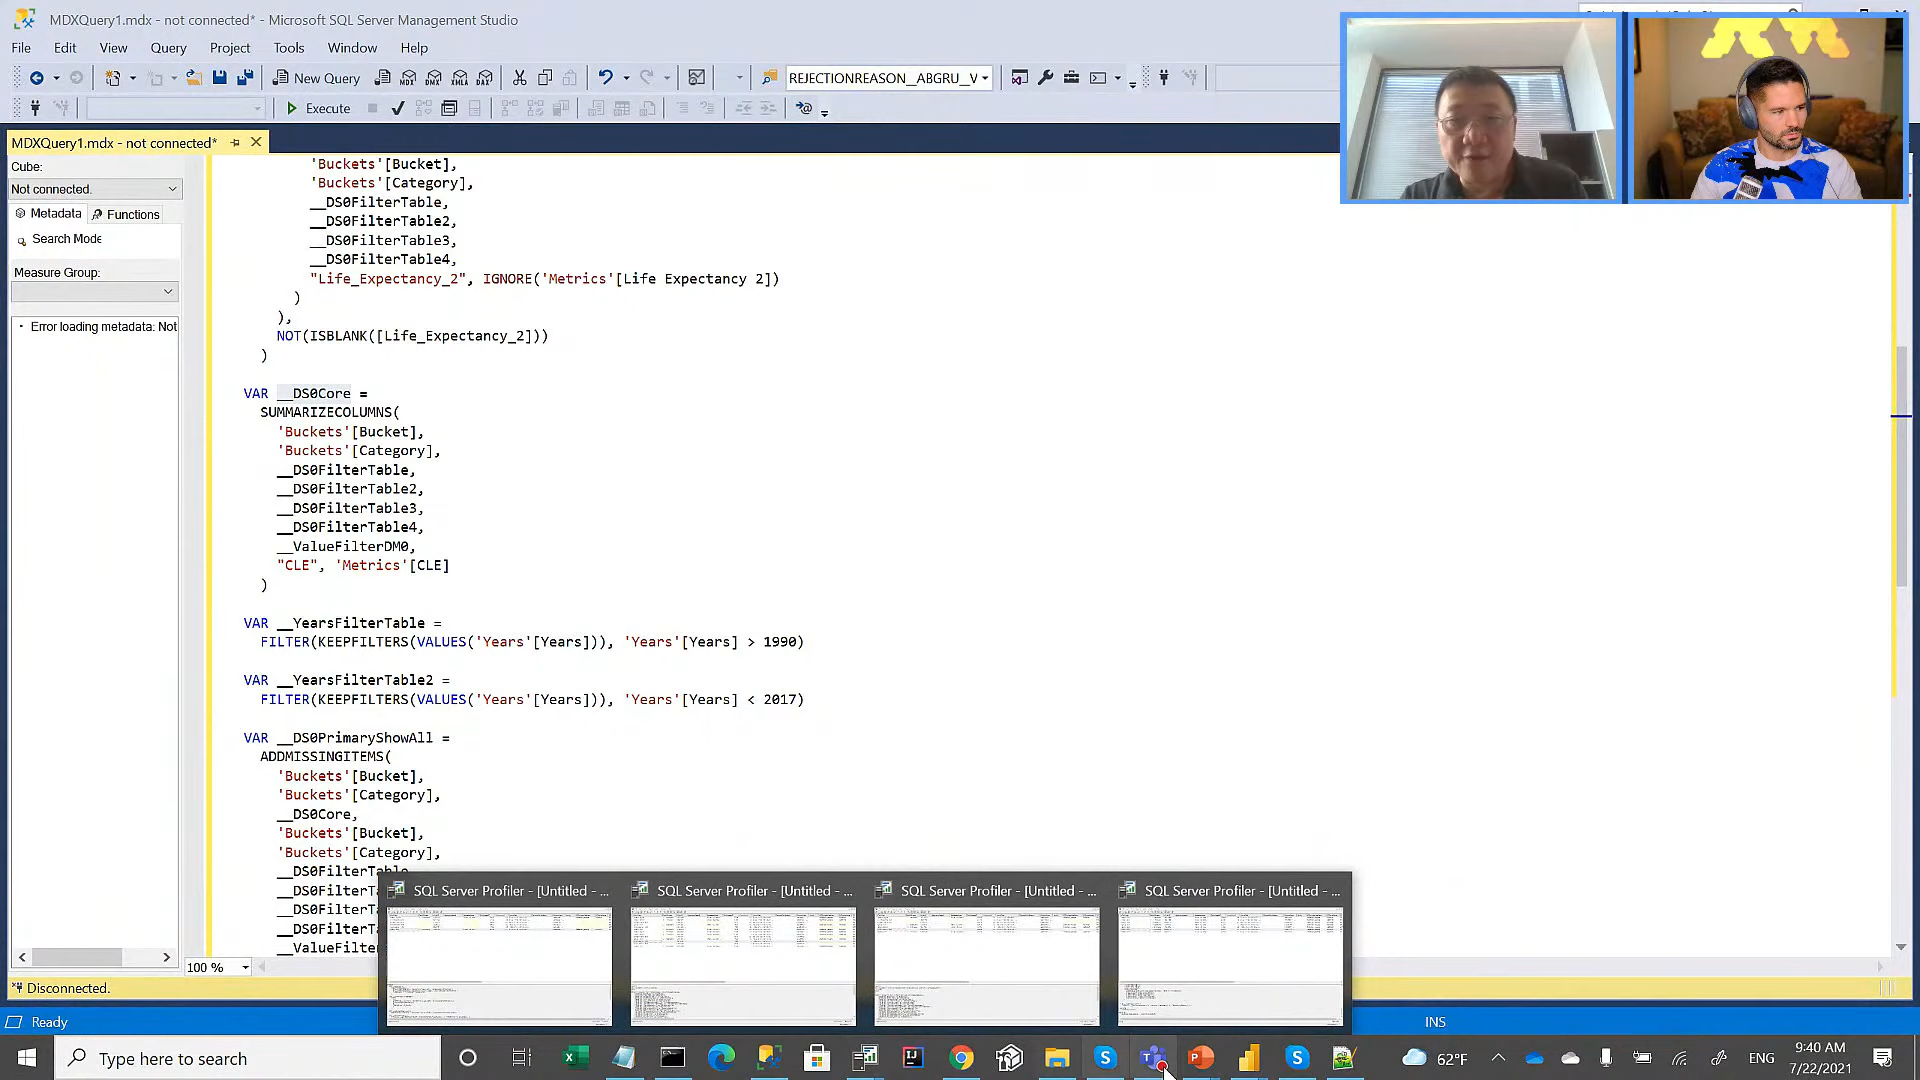 MDXQuery1.mdx - not connected* - Microsoft SQL Server Management Studio
File Edit View Query Project Tools Window Help
New Query
REJECTIONREASON__ABGRU__V
Execute
MDXQuery1.mdx - not connected*
Cube:
Not connected.
Metadata Functions
Search Mode
Measure Group:
Error loading metadata: Not
'Buckets'[Bucket],
'Buckets'[Category],
__DS0FilterTable,
__DS0FilterTable2,
__DS0FilterTable3,
__DS0FilterTable4,
"Life_Expectancy_2", IGNORE('Metrics'[Life Expectancy 2])
)
),
NOT(ISBLANK([Life_Expectancy_2]))
)
VAR __DS0Core =
SUMMARIZECOLUMNS(
'Buckets'[Bucket],
'Buckets'[Category],
__DS0FilterTable,
__DS0FilterTable2,
__DS0FilterTable3,
__DS0FilterTable4,
__ValueFilterDM0,
"CLE", 'Metrics'[CLE]
)
VAR __YearsFilterTable =
FILTER(KEEPFILTERS(VALUES('Years'[Years])), 'Years'[Years] > 1990)
VAR __YearsFilterTable2 =
FILTER(KEEPFILTERS(VALUES('Years'[Years])), 'Years'[Years] < 2017)
VAR __DS0PrimaryShowAll =
ADDMISSINGITEMS(
'Buckets'[Bucket],
'Buckets'[Category],
__DS0Core,
'Buckets'[Bucket],
'Buckets'[Category],
__DS0FilterTable,
__DS0FilterT
__DS0FilterT
__DS0FilterT
__ValueFilter
SQL Server Profiler - [Untitled - ...
SQL Server Profiler - [Untitled - ...
SQL Server Profiler - [Untitled - ...
SQL Server Profiler - [Untitled - ...
100 %
Disconnected.
Ready
INS
Type here to search
62°F
ENG
9:40 AM
7/22/2021